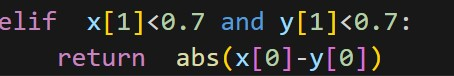 elif x[1]<0.7 and y[1]<0.7:
return abs(x[0]-y[0])